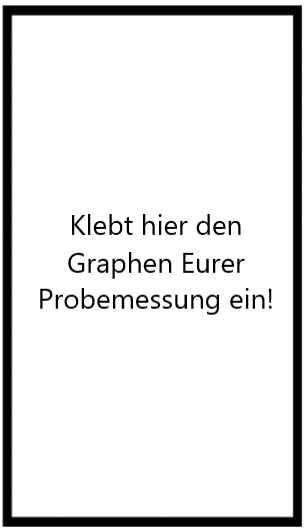 Klebt hier den
Graphen Eurer
Probemessung ein!